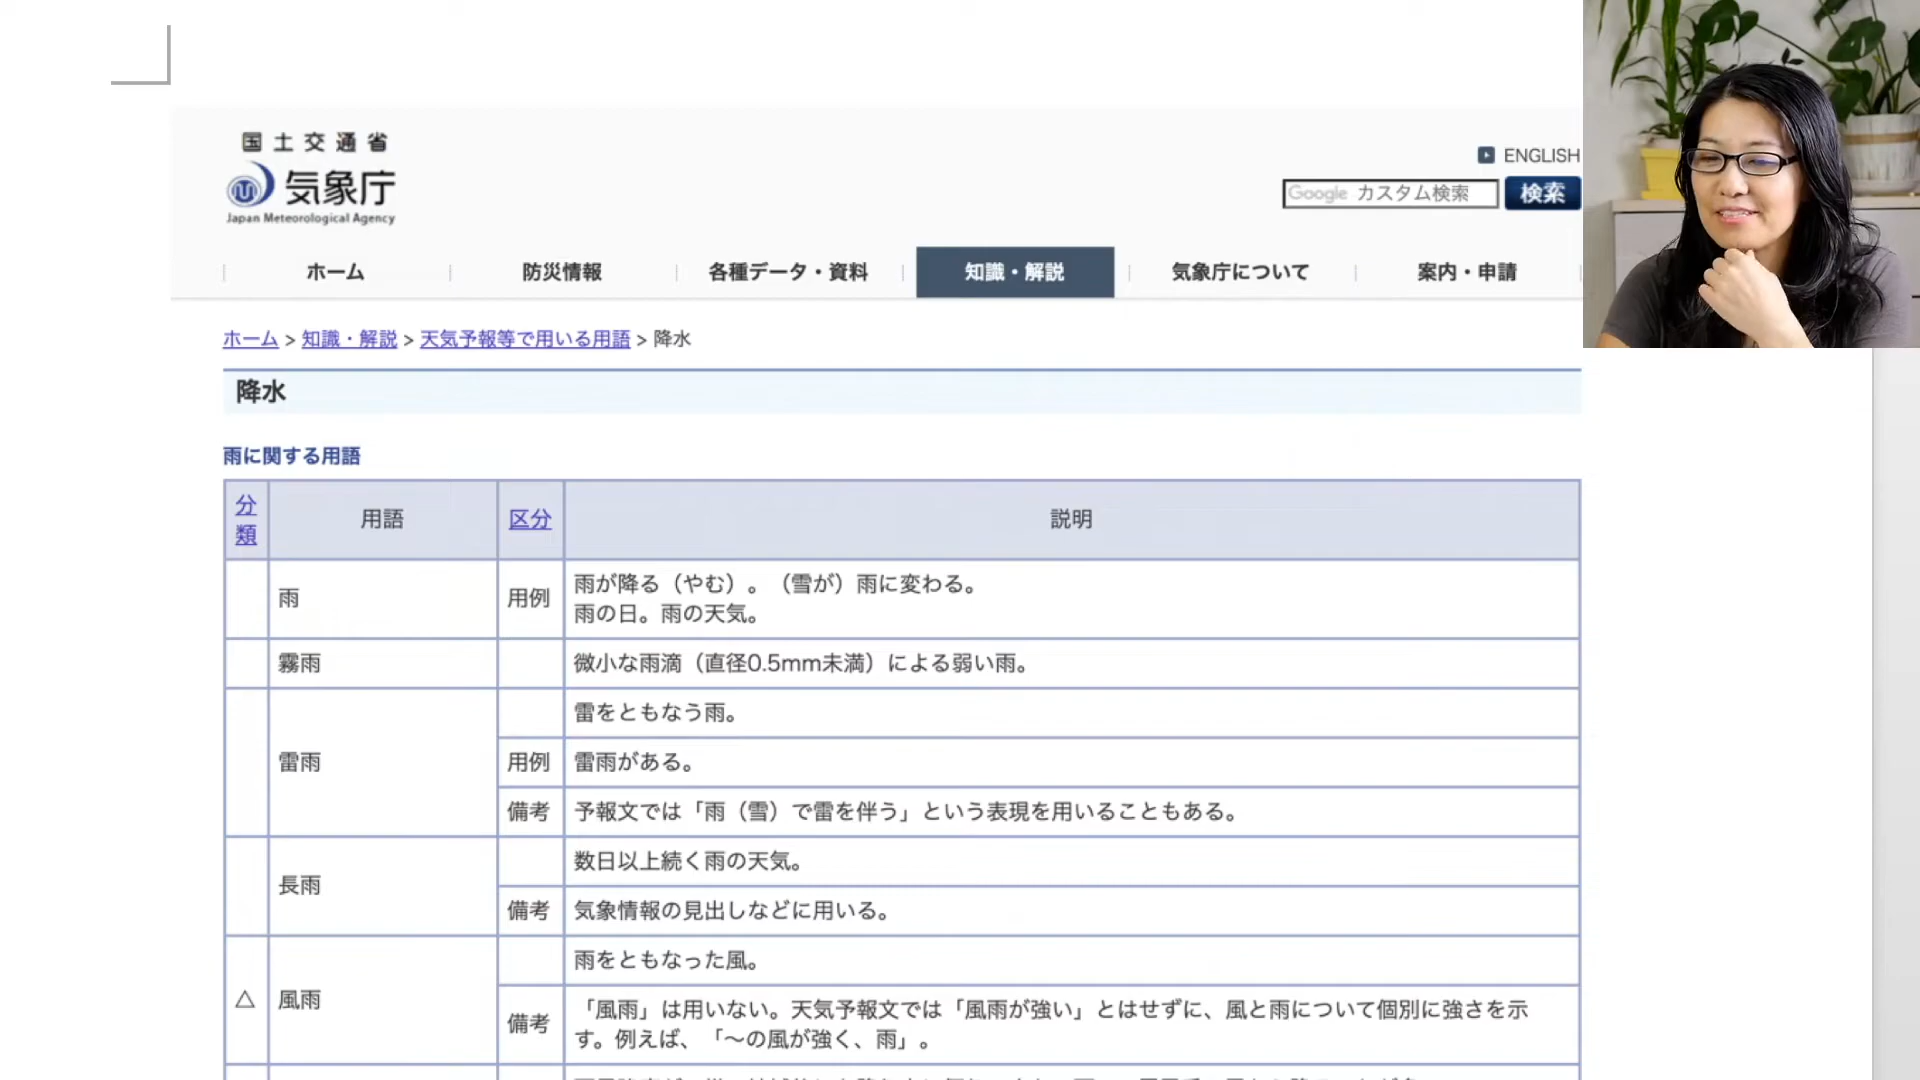 国土交通省
気象庁
Japan Meteorological Agency
ENGLISH
Google カスタム検索 検索
ホーム 防災情報 各種データ・資料 知識・解説 気象庁について 案内・申請
ホーム > 知識・解説 > 天気予報等で用いる用語 > 降水
降水
雨に関する用語
分類 用語 区分 説明
雨 用例 雨が降る（やむ）。（雪が）雨に変わる。
雨の日。雨の天気。
霧雨 微小な雨滴（直径0.5mm未満）による弱い雨。
雷雨 雷をともなう雨。
用例 雷雨がある。
備考 予報文では「雨（雪）で雷を伴う」という表現を用いることもある。
長雨 数日以上続く雨の天気。
備考 気象情報の見出しなどに用いる。
△ 風雨 雨をともなった風。
備考 「風雨」は用いない。天気予報文では「風雨が強い」とはせずに、風と雨について個別に強さを示
す。例えば、「～の風が強く、雨」。